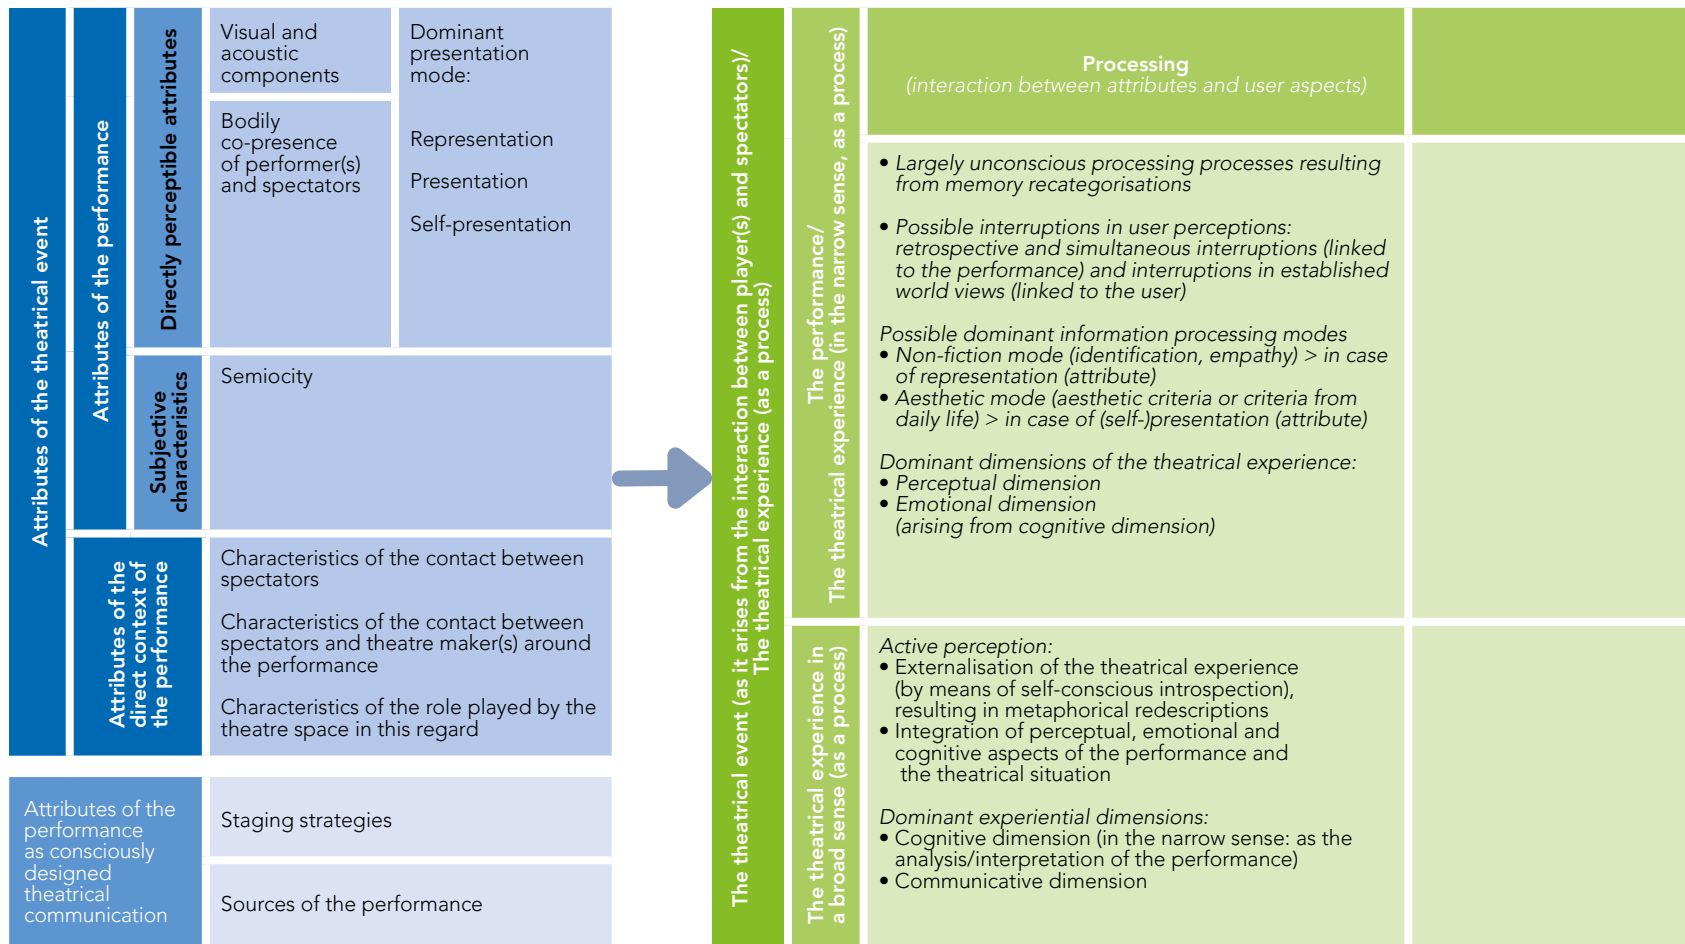 Attributes of the theatrical event
Attributes of the performance
Directly perceptible attributes
Visual and
acoustic
components
Dominant
presentation
mode:
Bodily
co-presence
of performer(s)
and spectators
Representation
Presentation
Self-presentation
Subjective
characteristics
Semiocity
Attributes of the
direct context of
the performance
Characteristics of the contact between
spectators
Characteristics of the contact between
spectators and theatre maker(s) around
the performance
Characteristics of the role played by the
theatre space in this regard
Attributes of the
performance
as consciously
designed
theatrical
communication
Staging strategies
Sources of the performance
The theatrical event (as it arises from the interaction between player(s) and spectators)/
The theatrical experience (as a process)
The performance/
The theatrical experience (in the narrow sense, as a process)
Processing
(interaction between attributes and user aspects)
• Largely unconscious processing processes resulting
from memory recategorisations
• Possible interruptions in user perceptions:
retrospective and simultaneous interruptions (linked
to the performance) and interruptions in established
world views (linked to the user)
Possible dominant information processing modes
• Non-fiction mode (identification, empathy) > in case
of representation (attribute)
• Aesthetic mode (aesthetic criteria or criteria from
daily life) > in case of (self-)presentation (attribute)
Dominant dimensions of the theatrical experience:
• Perceptual dimension
• Emotional dimension
(arising from cognitive dimension)
The theatrical experience in
a broad sense (as a process)
Active perception:
• Externalisation of the theatrical experience
(by means of self-conscious introspection),
resulting in metaphorical redescriptions
• Integration of perceptual, emotional and
cognitive aspects of the performance and
the theatrical situation
Dominant experiential dimensions:
• Cognitive dimension (in the narrow sense: as the
analysis/interpretation of the performance)
• Communicative dimension